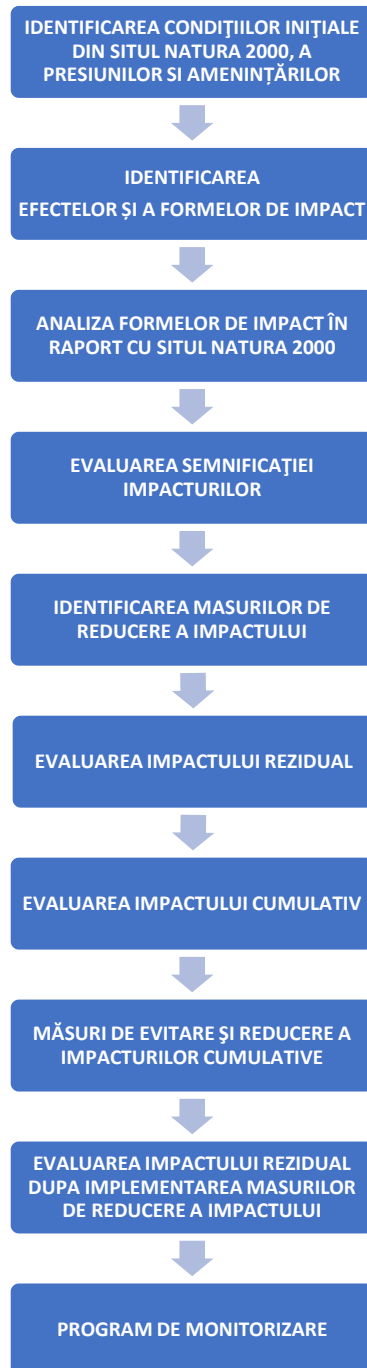 IDENTIFICAREA CONDIŢIILOR INIŢIALE
DIN SITUL NATURA 2000, A
PRESIUNILOR SI AMENINȚĂRILOR
IDENTIFICAREA
EFECTELOR ȘI A FORMELOR DE IMPACT
ANALIZA FORMELOR DE IMPACT ÎN
RAPORT CU SITUL NATURA 2000
EVALUAREA SEMNIFICAŢIEI
IMPACTURILOR
IDENTIFICAREA MASURILOR DE
REDUCERE A IMPACTULUI
EVALUAREA IMPACTULUI REZIDUAL
EVALUAREA IMPACTULUI CUMULATIV
MĂSURI DE EVITARE ŞI REDUCERE A
IMPACTURILOR CUMULATIVE
EVALUAREA IMPACTULUI REZIDUAL
DUPA IMPLEMENTAREA MASURILOR
DE REDUCERE A IMPACTULUI
PROGRAM DE MONITORIZARE